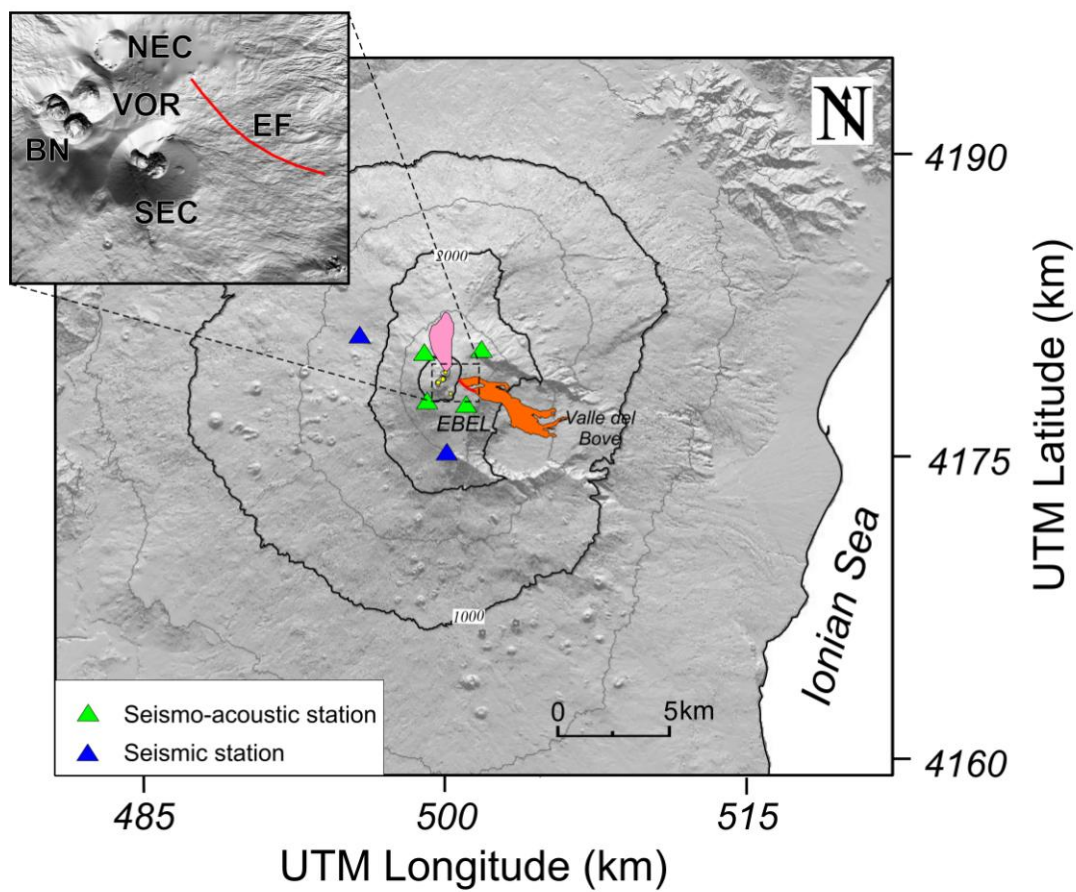 NEC
VOR
EF
BN
SEC
N
4190
2000
UTM Latitude (km)
Valle del
Bove
EBEL
4175
Ionian Sea
1000
Seismo-acoustic station
0 5km
Seismic station
4160
485 500 515
UTM Longitude (km)